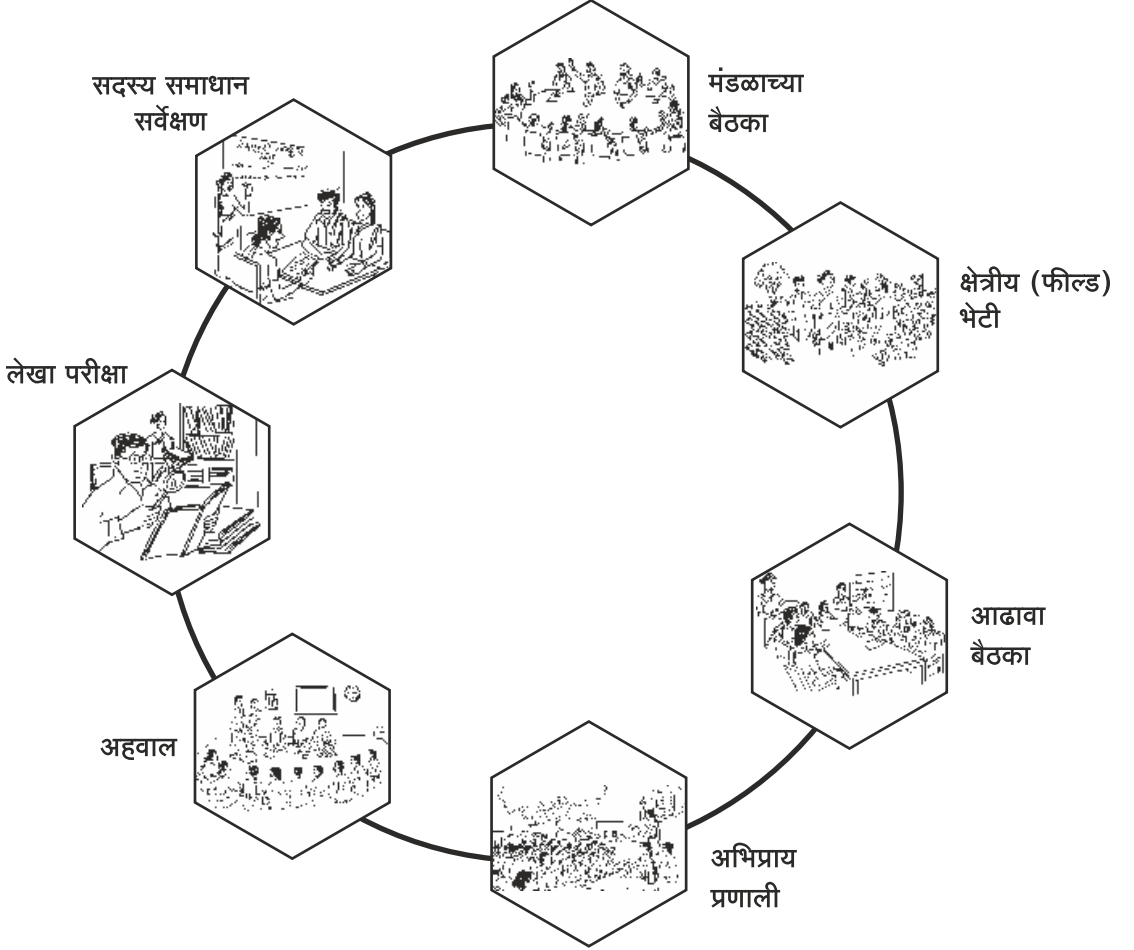 सदस्य समाधान
सर्वेक्षण
मंडळाच्या
बैठका
क्षेत्रीय (फील्ड)
भेटी
लेखा परीक्षा
आढावा
बैठका
अहवाल
अभिप्राय
प्रणाली